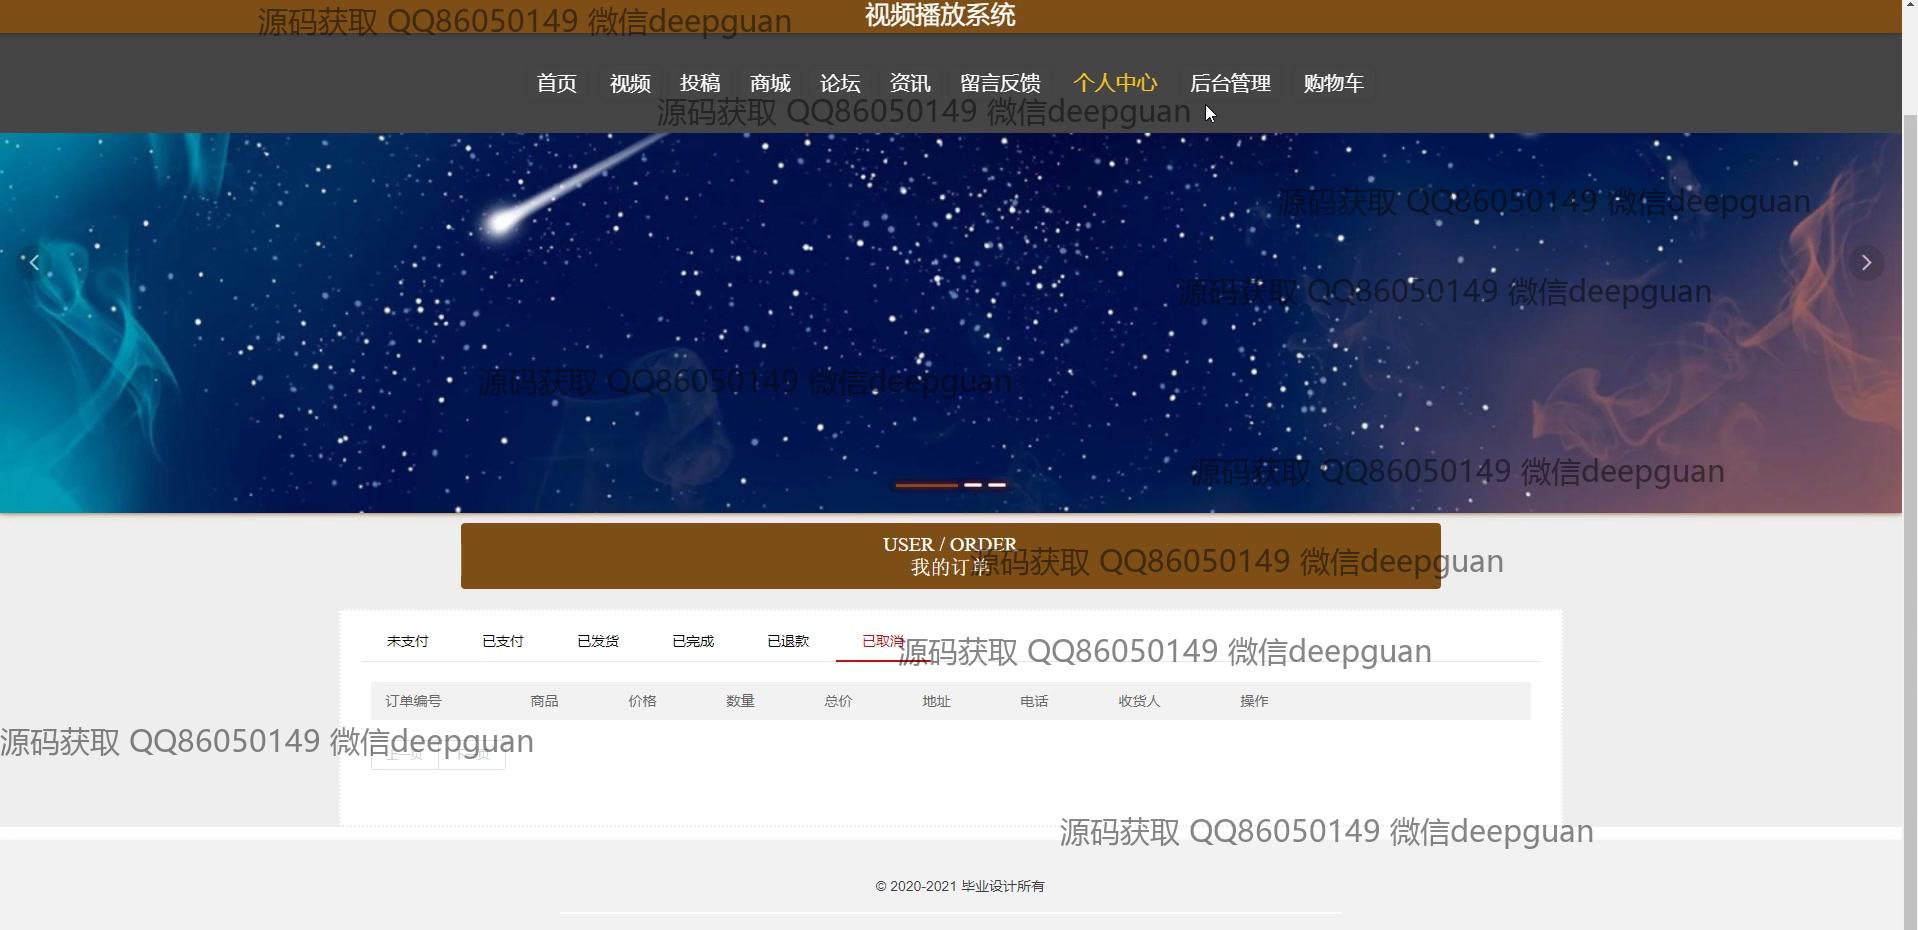 视频播放系统
源码获取 QQ86050149 微信deepguan
首页 视频 投稿 商城 论坛 资讯 留言反馈 个人中心 后台管理 购物车
源码获取 QQ86050149 微信deepguan
源码获取 QQ86050149 微信deepguan
源码获取 QQ86050149 微信deepguan
源码获取 QQ86050149 微信deepguan
源码获取 QQ86050149 微信deepguan
USER / ORDER
我的订单
源码获取 QQ86050149 微信deepguan
未支付 已支付 已发货 已完成 已退款 已取消
源码获取 QQ86050149 微信deepguan
订单编号 商品 价格 数量 总价 地址 电话 收货人 操作
源码获取 QQ86050149 微信deepguan
上一页 下一页
源码获取 QQ86050149 微信deepguan
© 2020-2021 毕业设计所有